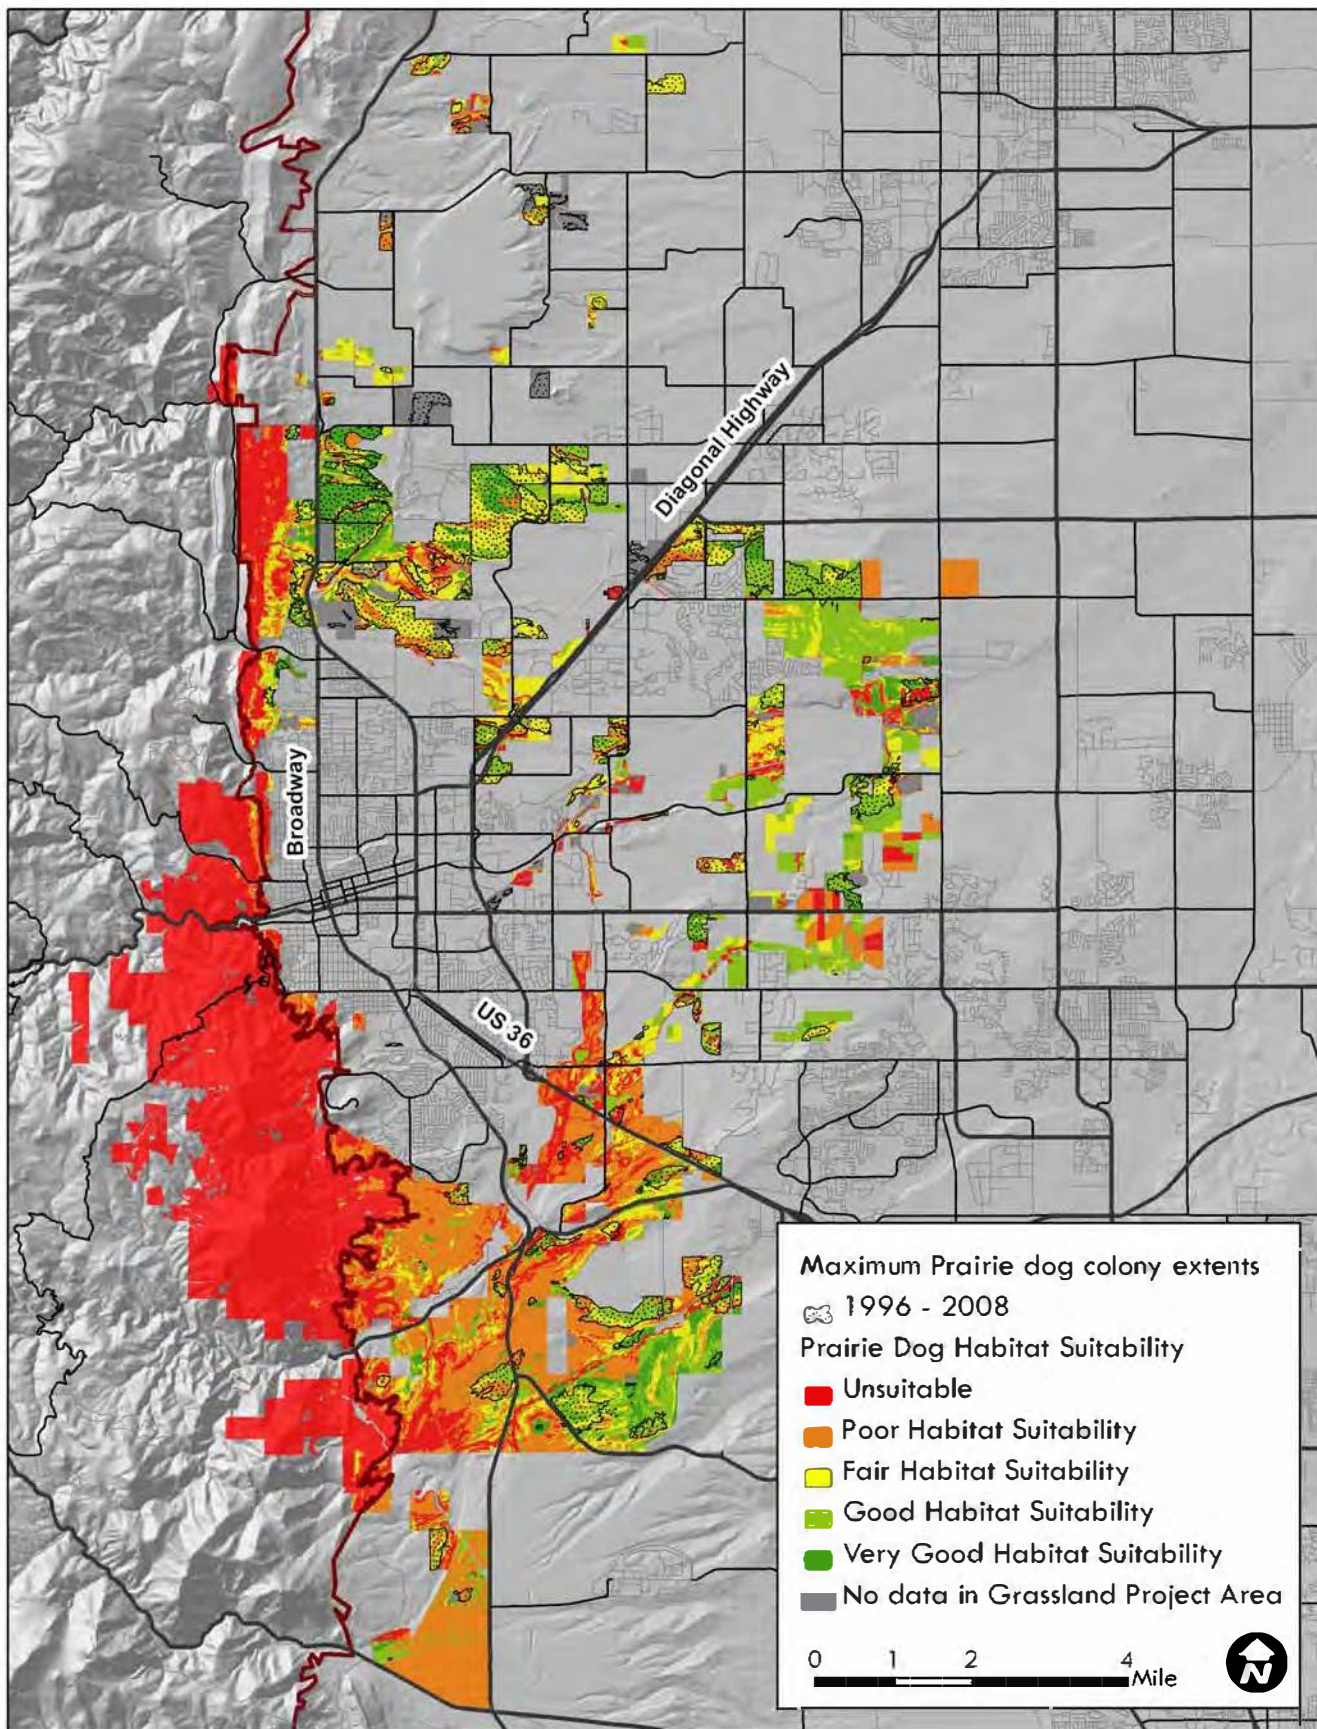 Diagonal Highway
Broadway
US 36
Maximum Prairie dog colony extents
1996 - 2008
Prairie Dog Habitat Suitability
Unsuitable
Poor Habitat Suitability
Fair Habitat Suitability
Good Habitat Suitability
Very Good Habitat Suitability
No data in Grassland Project Area
0 1 2 4
Mile
N